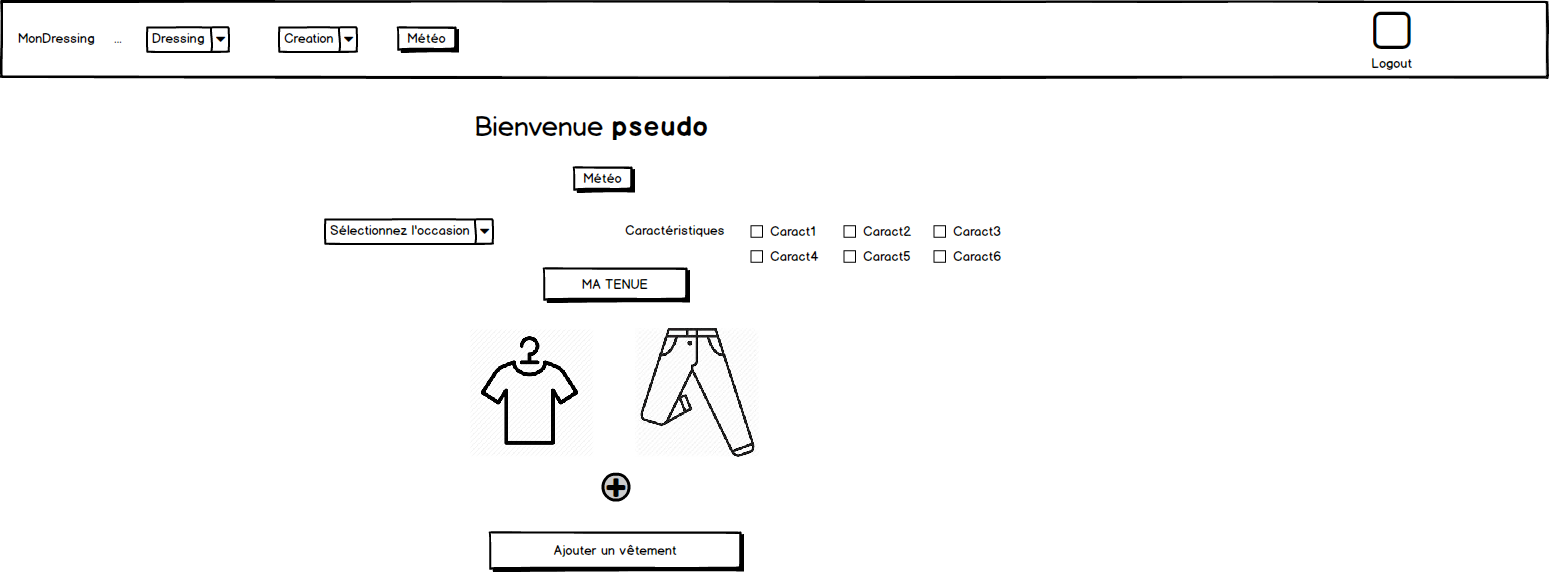 MonDressing ... Dressing Creation Météo
Logout
Bienvenue pseudo
Météo
Sélectionnez l'occasion Caractéristiques Caract1 Caract2 Caract3
Caract4 Caract5 Caract6
MA TENUE
Ajouter un vêtement